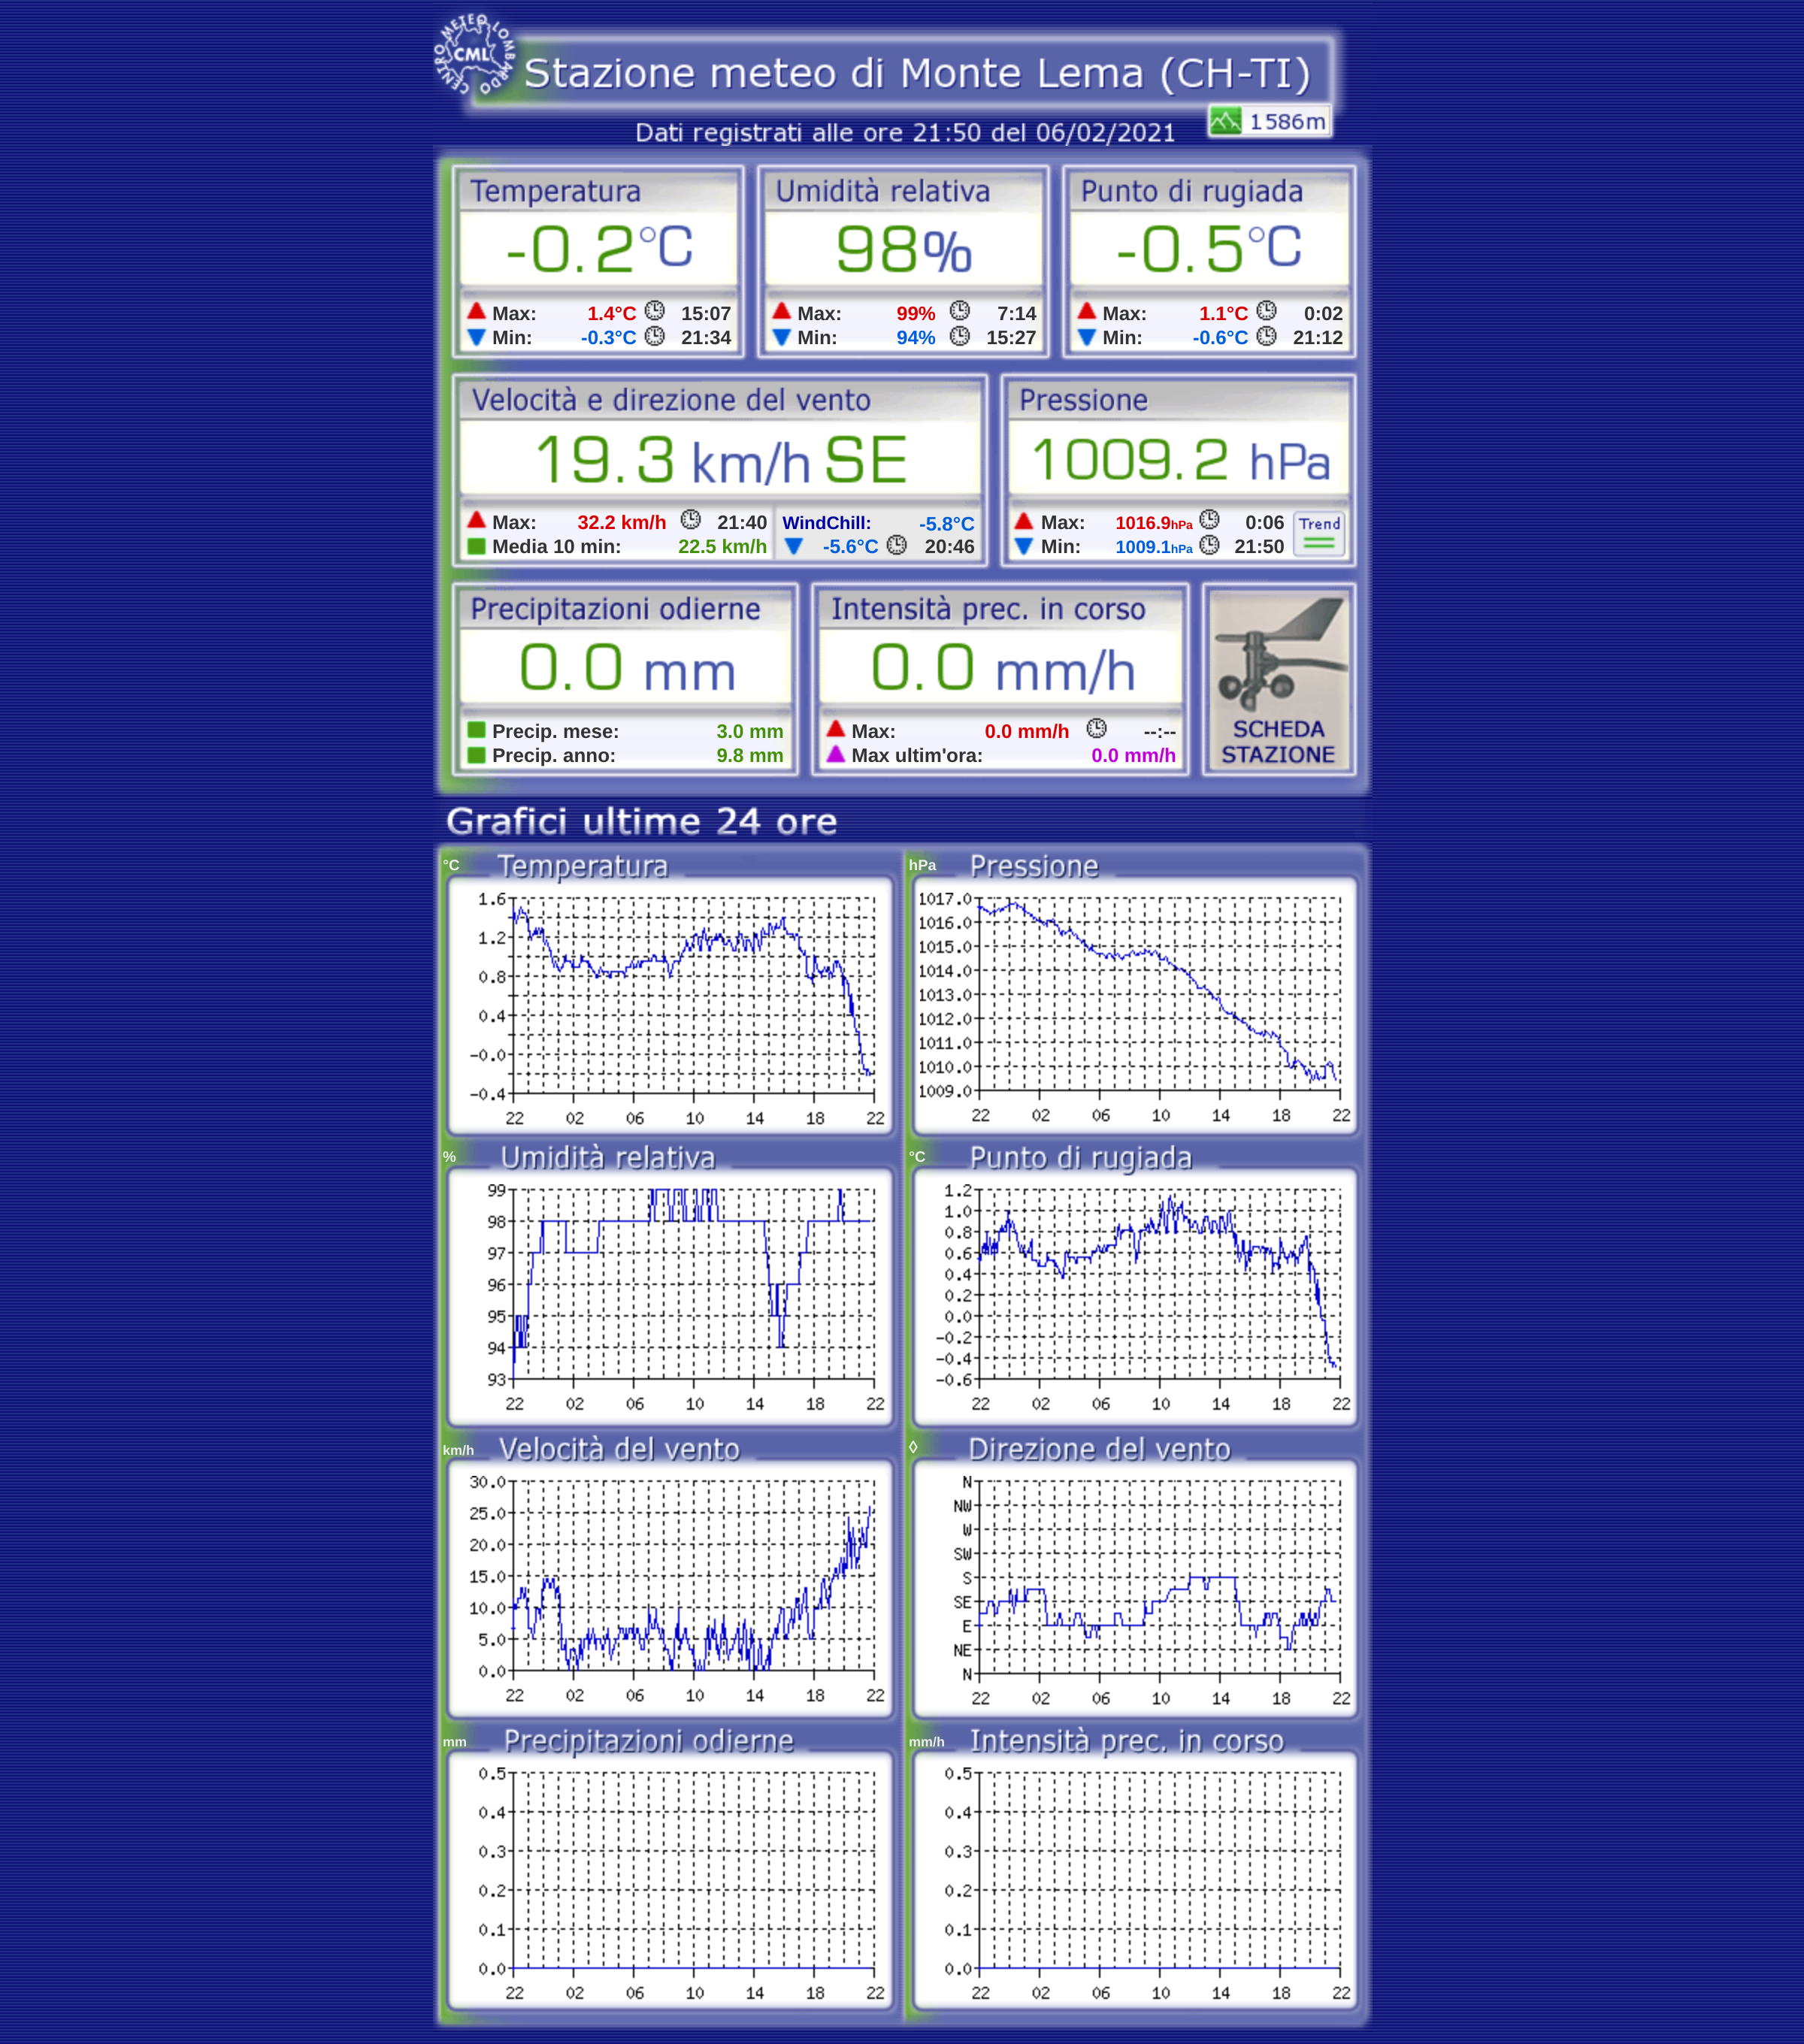 CENTRO METEO LOMBARDO
CML
Stazione meteo di Monte Lema (CH-TI)
1586m
Dati registrati alle ore 21:50 del 06/02/2021
Temperatura
-0.2°C
Max: 1.4°C 15:07
Min: -0.3°C 21:34
Umidità relativa
98%
Max: 99% 7:14
Min: 94% 15:27
Punto di rugiada
-0.5°C
Max: 1.1°C 0:02
Min: -0.6°C 21:12
Velocità e direzione del vento
19.3 km/h SE
Max: 32.2 km/h 21:40
Media 10 min: 22.5 km/h
WindChill: -5.8°C
-5.6°C 20:46
Pressione
1009.2 hPa
Max: 1016.9hPa 0:06
Min: 1009.1hPa 21:50
Trend
Precipitazioni odierne
0.0 mm
Precip. mese: 3.0 mm
Precip. anno: 9.8 mm
Intensità prec. in corso
0.0 mm/h
Max: 0.0 mm/h --:--
Max ultim'ora: 0.0 mm/h
SCHEDA
STAZIONE
Grafici ultime 24 ore
°C Temperatura
1.6
1.2
0.8
0.4
-0.0
-0.4
22 02 06 10 14 18 22
hPa Pressione
1017.0
1016.0
1015.0
1014.0
1013.0
1012.0
1011.0
1010.0
1009.0
22 02 06 10 14 18 22
% Umidità relativa
99
98
97
96
95
94
93
22 02 06 10 14 18 22
°C Punto di rugiada
1.2
1.0
0.8
0.6
0.4
0.2
0.0
-0.2
-0.4
-0.6
22 02 06 10 14 18 22
km/h Velocità del vento
30.0
25.0
20.0
15.0
10.0
5.0
0.0
22 02 06 10 14 18 22
◊ Direzione del vento
N
NW
W
SW
S
SE
E
NE
N
22 02 06 10 14 18 22
mm Precipitazioni odierne
0.5
0.4
0.3
0.2
0.1
0.0
22 02 06 10 14 18 22
mm/h Intensità prec. in corso
0.5
0.4
0.3
0.2
0.1
0.0
22 02 06 10 14 18 22